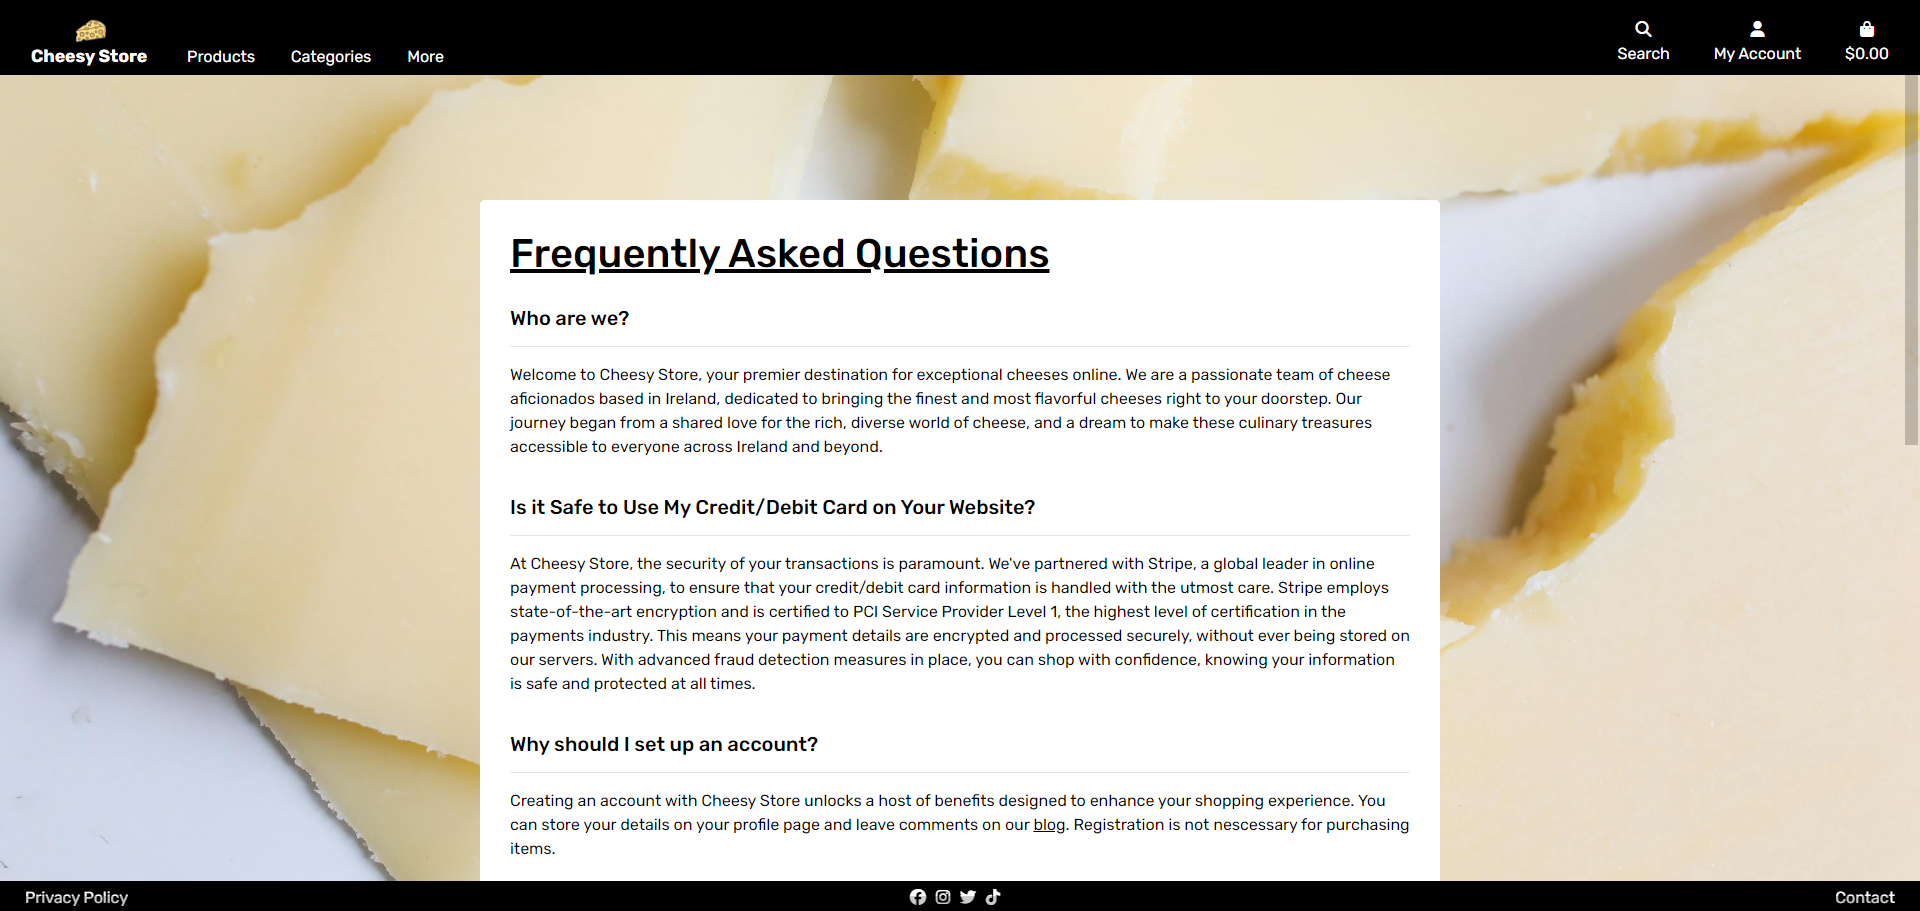 Cheesy Store
Products
Categories
More
Search
My Account
$0.00
Frequently Asked Questions
Who are we?
Welcome to Cheesy Store, your premier destination for exceptional cheeses online. We are a passionate team of cheese
aficionados based in Ireland, dedicated to bringing the finest and most flavorful cheeses right to your doorstep. Our
journey began from a shared love for the rich, diverse world of cheese, and a dream to make these culinary treasures
accessible to everyone across Ireland and beyond.
Is it Safe to Use My Credit/Debit Card on Your Website?
At Cheesy Store, the security of your transactions is paramount. We've partnered with Stripe, a global leader in online
payment processing, to ensure that your credit/debit card information is handled with the utmost care. Stripe employs
state-of-the-art encryption and is certified to PCI Service Provider Level 1, the highest level of certification in the
payments industry. This means your payment details are encrypted and processed securely, without ever being stored on
our servers. With advanced fraud detection measures in place, you can shop with confidence, knowing your information
is safe and protected at all times.
Why should I set up an account?
Creating an account with Cheesy Store unlocks a host of benefits designed to enhance your shopping experience. You
can store your details on your profile page and leave comments on our blog. Registration is not nescessary for purchasing
items.
Privacy Policy
Contact